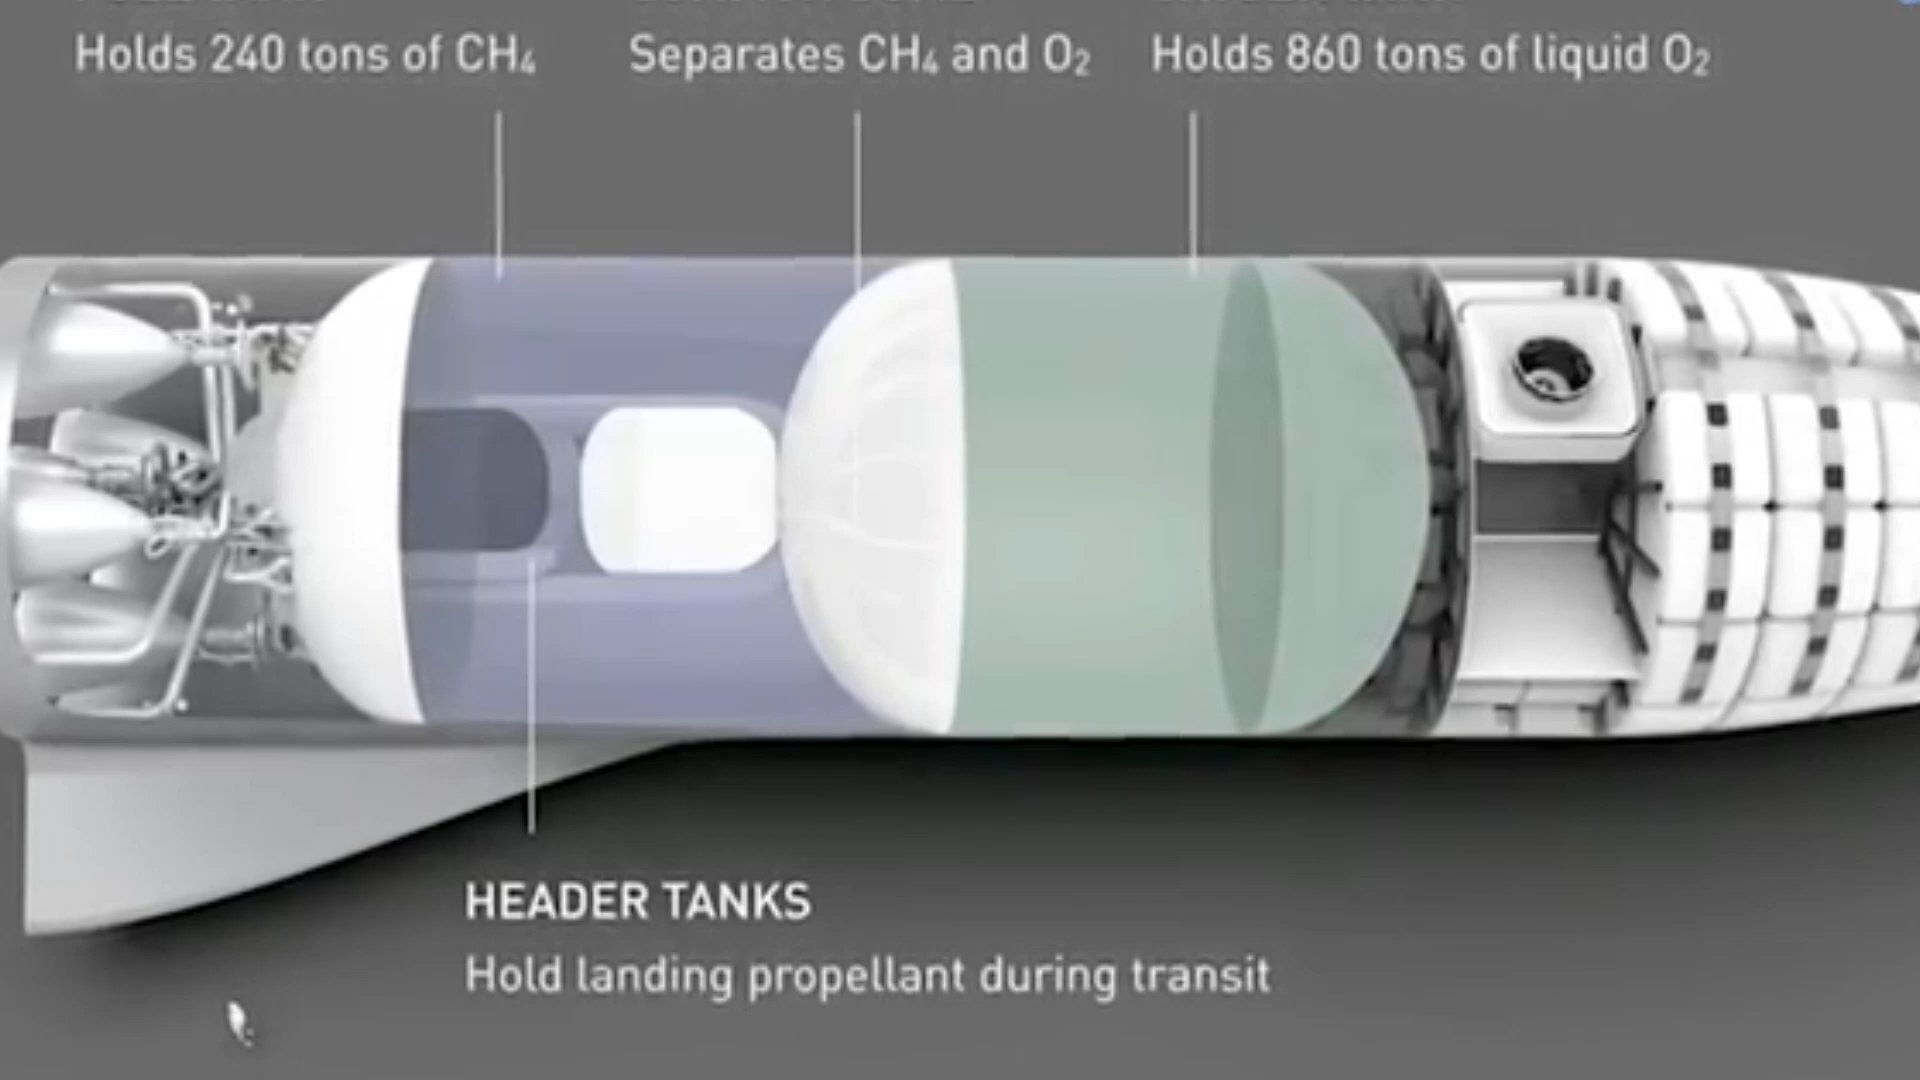 Holds 240 tons of CH₄
Separates CH₄ and O₂
Holds 860 tons of liquid O₂
HEADER TANKS
Hold landing propellant during transit